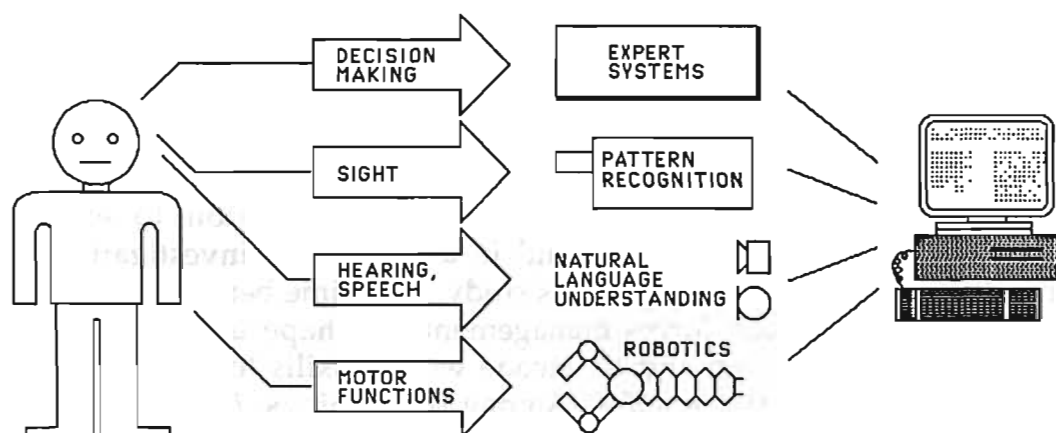 DECISION
MAKING
EXPERT
SYSTEMS
SIGHT
PATTERN
RECOGNITION
HEARING,
SPEECH
NATURAL
LANGUAGE
UNDERSTANDING
MOTOR
FUNCTIONS
ROBOTICS